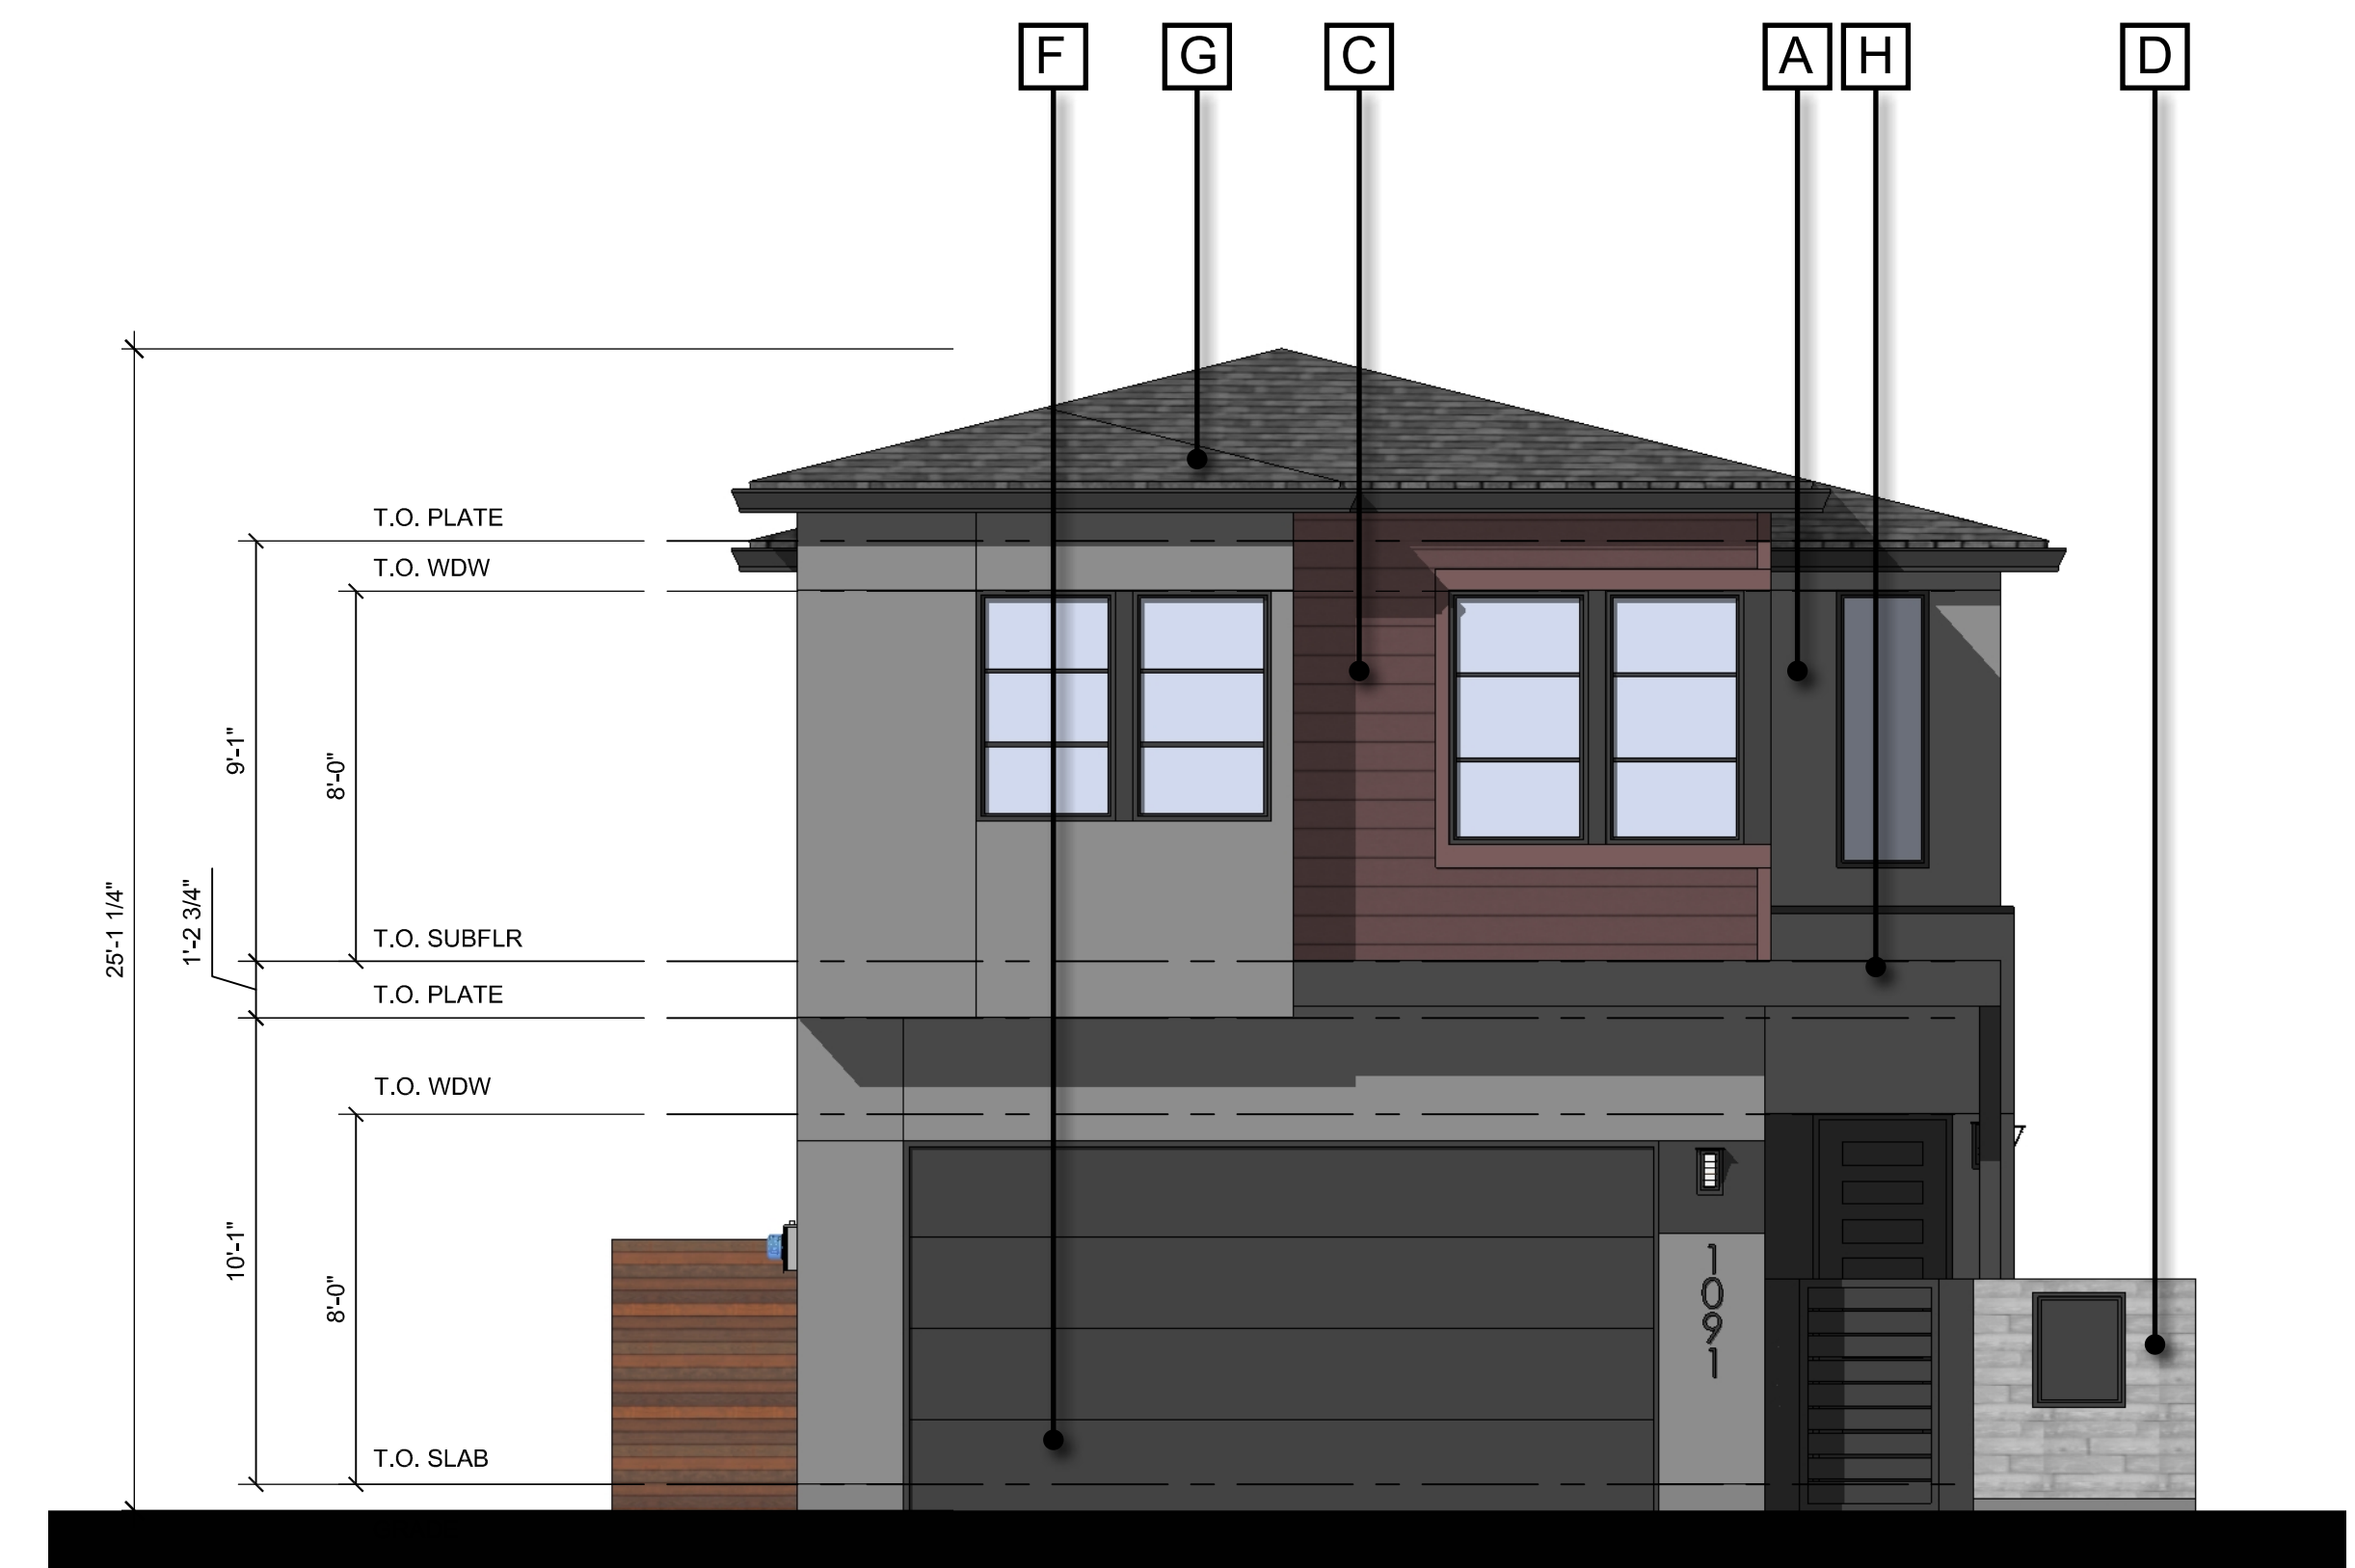 F G C A H D
T.O. PLATE
T.O. WDW
9'-1"
8'-0"
25'-1 1/4"
1'-2 3/4"
T.O. SUBFLR
T.O. PLATE
T.O. WDW
10'-1"
8'-0"
T.O. SLAB
1091